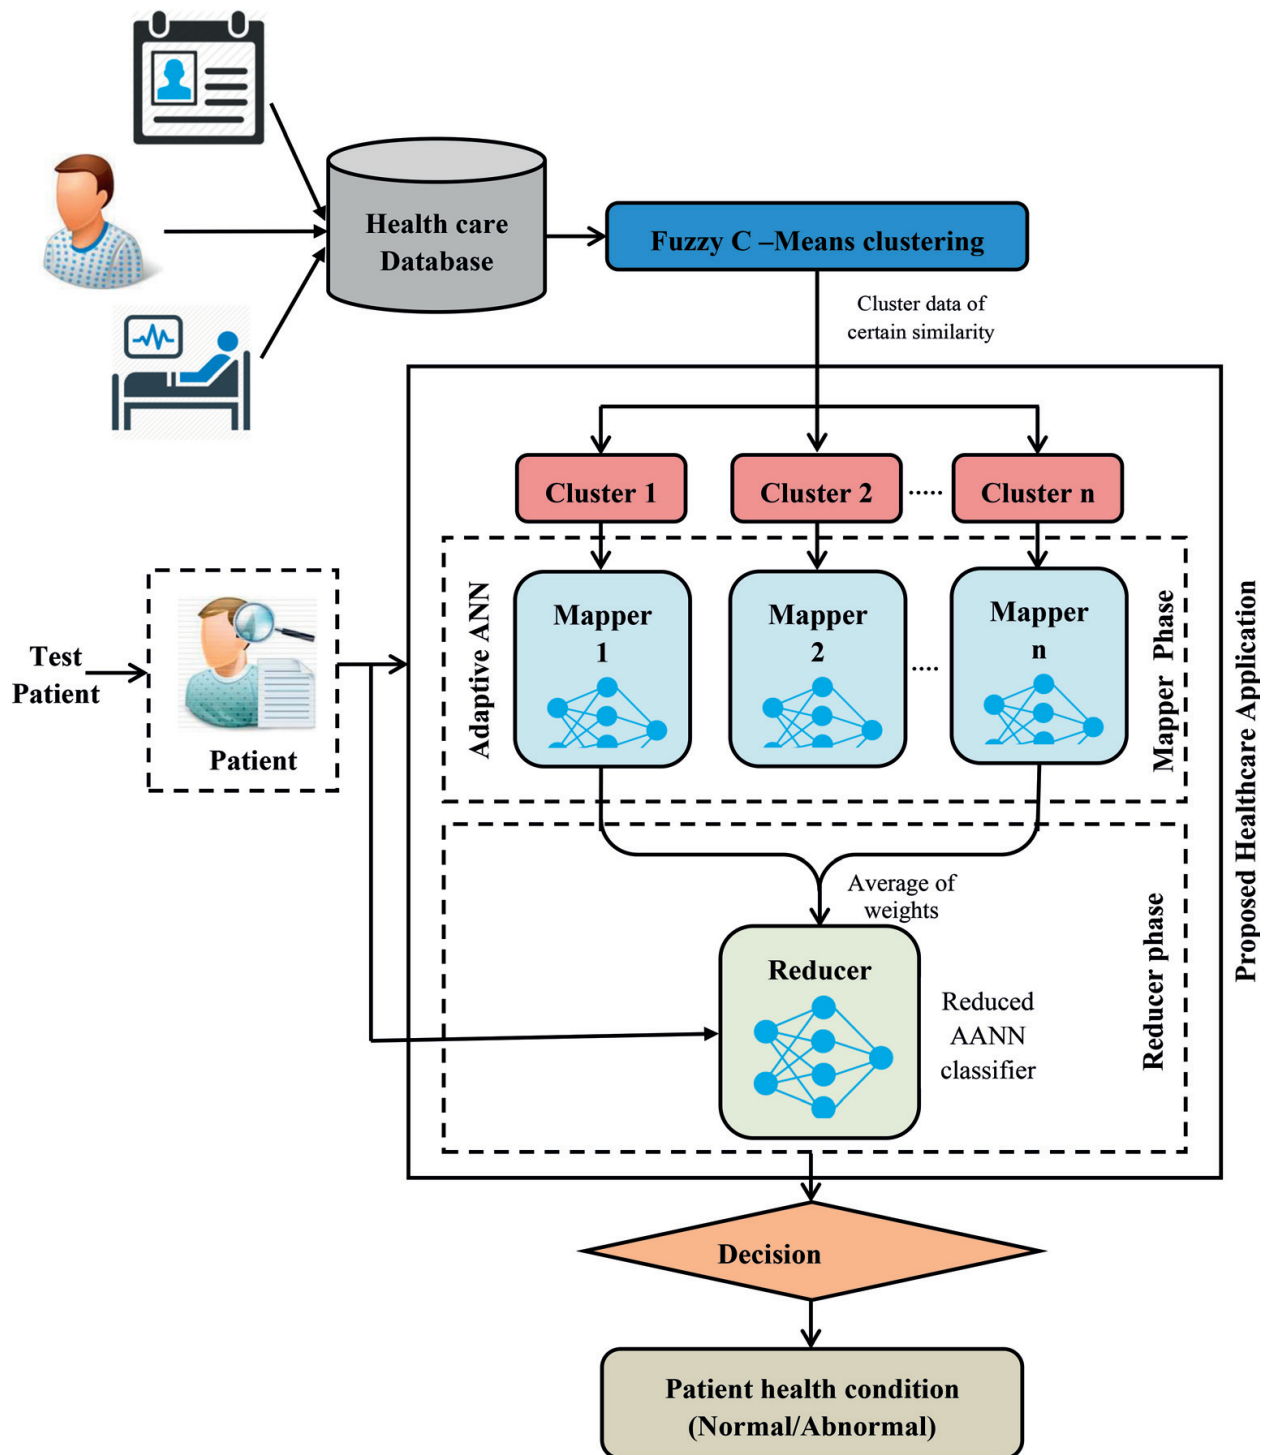 Health care
Database
Fuzzy C –Means clustering
Cluster data of
certain similarity
Cluster 1
Cluster 2
.....
Cluster n
Adaptive ANN
Mapper
1
Mapper
2
....
Mapper
n
Mapper Phase
Proposed Healthcare Application
Test
Patient
Patient
Average of
weights
Reducer
Reduced
AANN
classifier
Reducer phase
Decision
Patient health condition
(Normal/Abnormal)